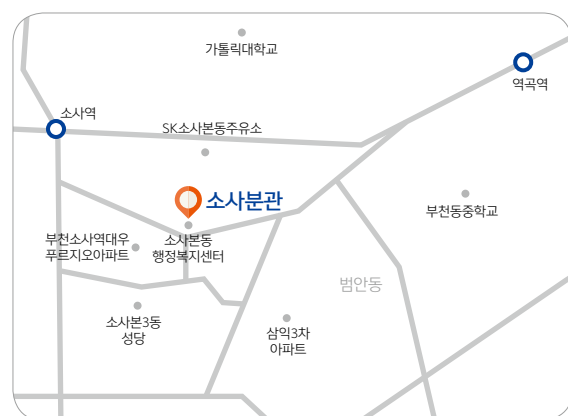 가톨릭대학교
역곡역
소사역
SK소사본동주유소
소사분관
부천동중학교
부천소사역대우
푸르지오아파트
소사본동
행정복지센터
범안동
소사본3동
성당
삼익3차
아파트